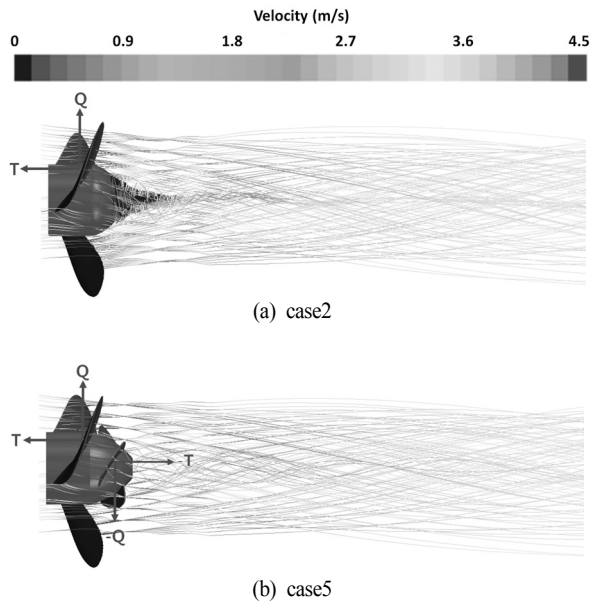 Velocity (m/s)
0 0.9 1.8 2.7 3.6 4.5
Q
T
(a) case2
Q
T
T
-Q
(b) case5